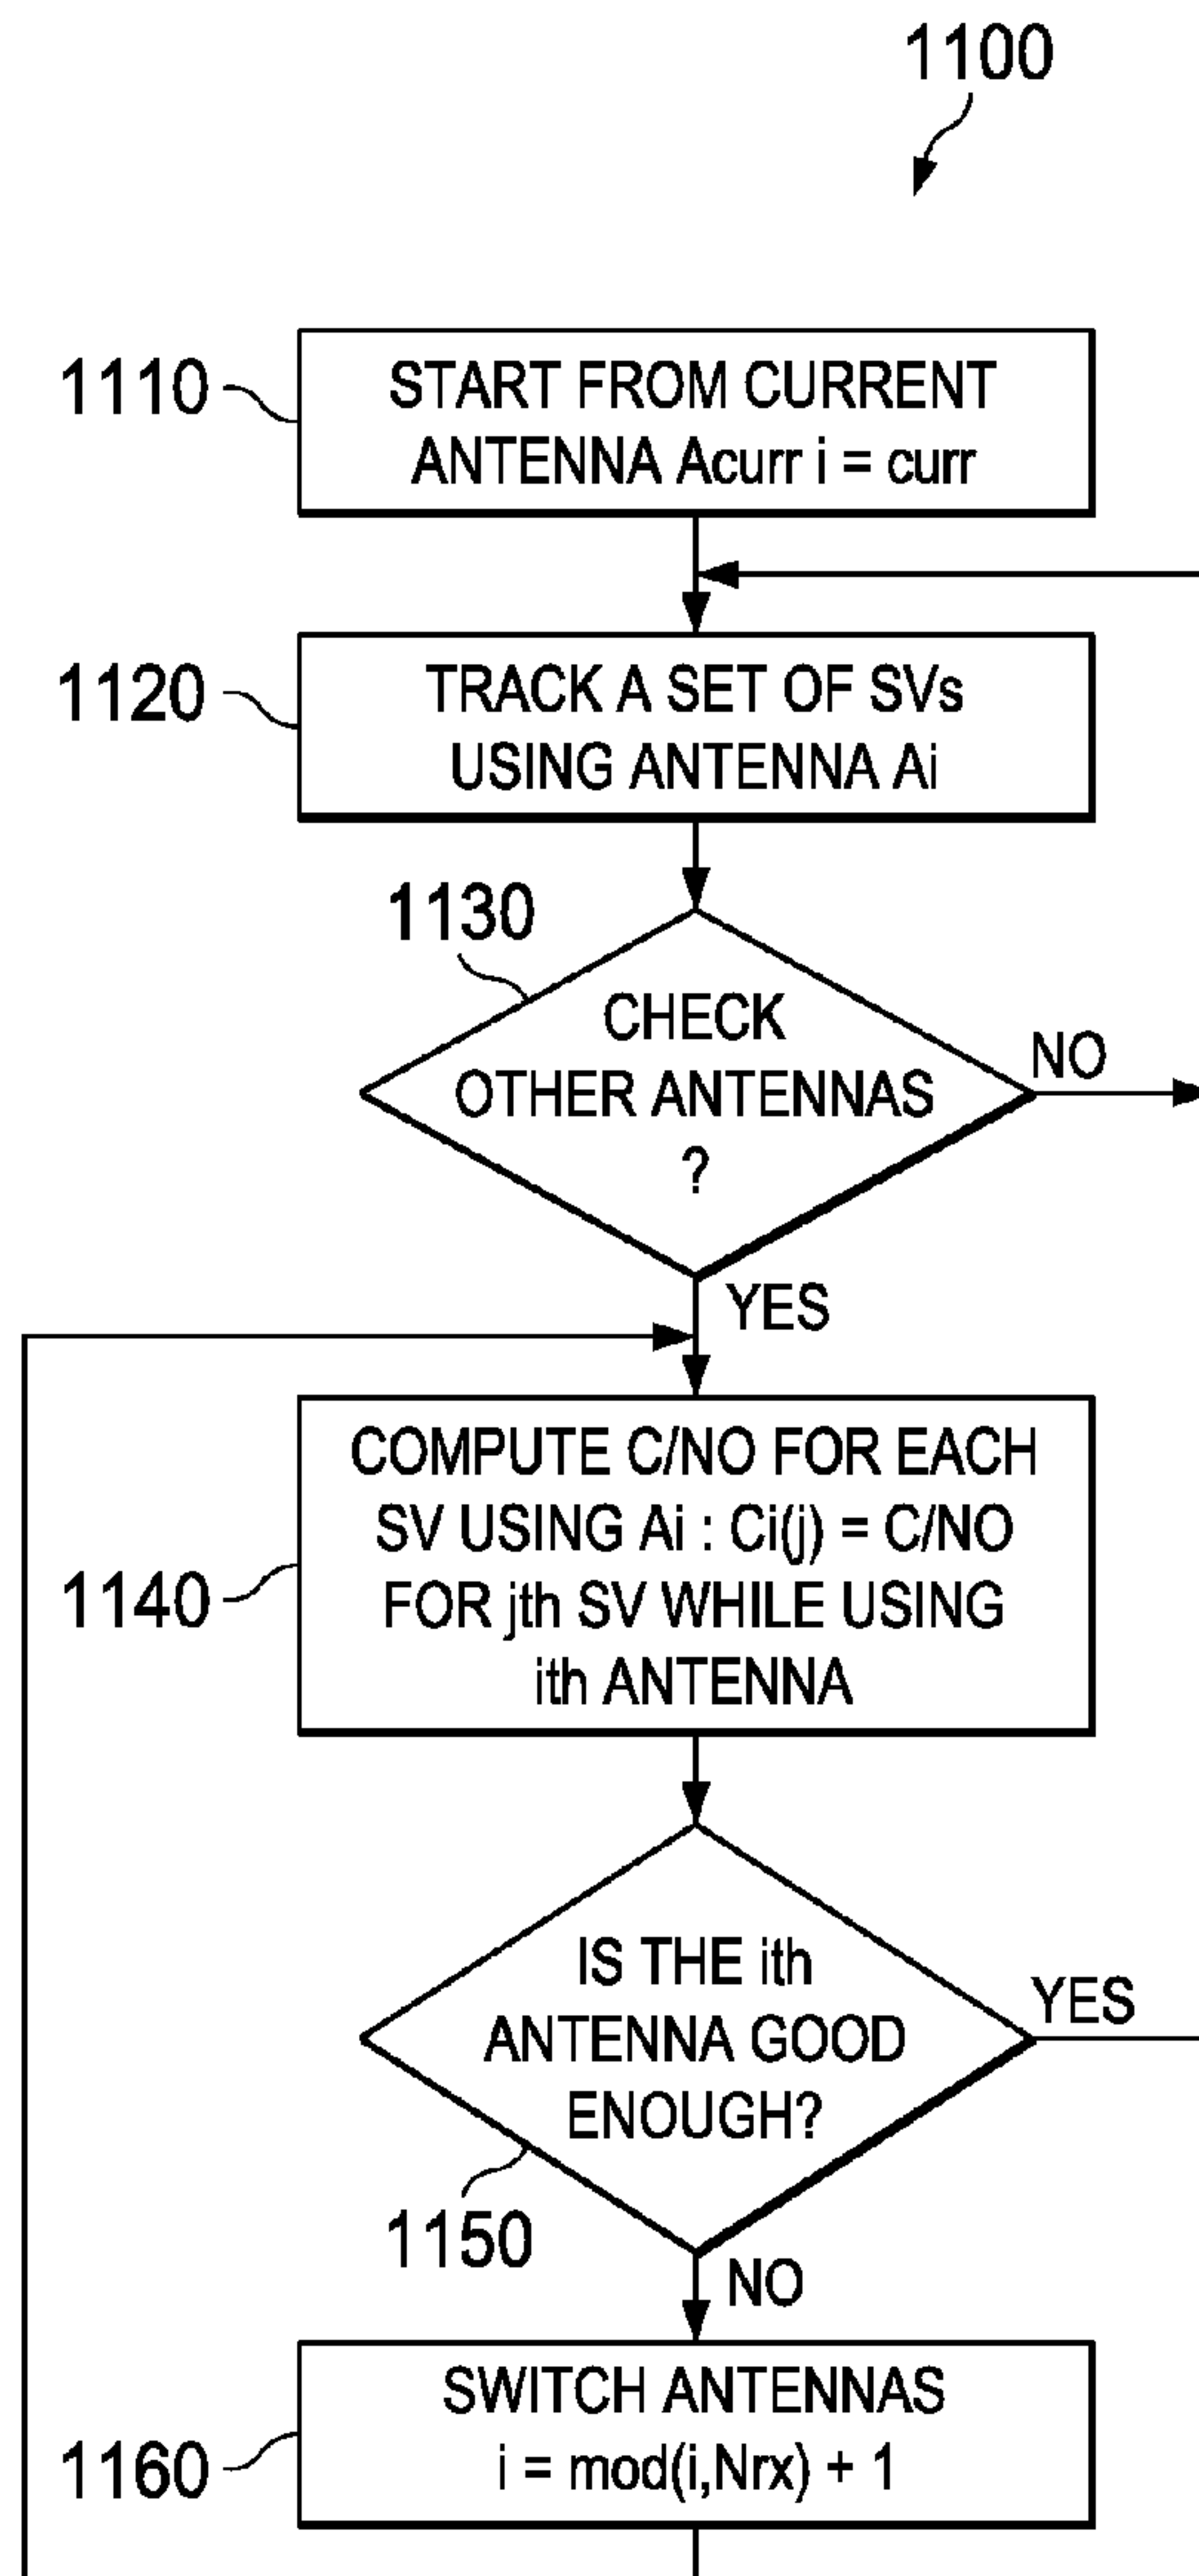 1100
1110
START FROM CURRENT
ANTENNA Acurr i = curr
1120
TRACK A SET OF SVs
USING ANTENNA Ai
1130
CHECK
OTHER ANTENNAS
?
NO
YES
1140
COMPUTE C/NO FOR EACH
SV USING Ai : Ci(j) = C/NO
FOR jth SV WHILE USING
ith ANTENNA
IS THE ith
ANTENNA GOOD
ENOUGH?
YES
1150
NO
1160
SWITCH ANTENNAS
i = mod(i,Nrx) + 1